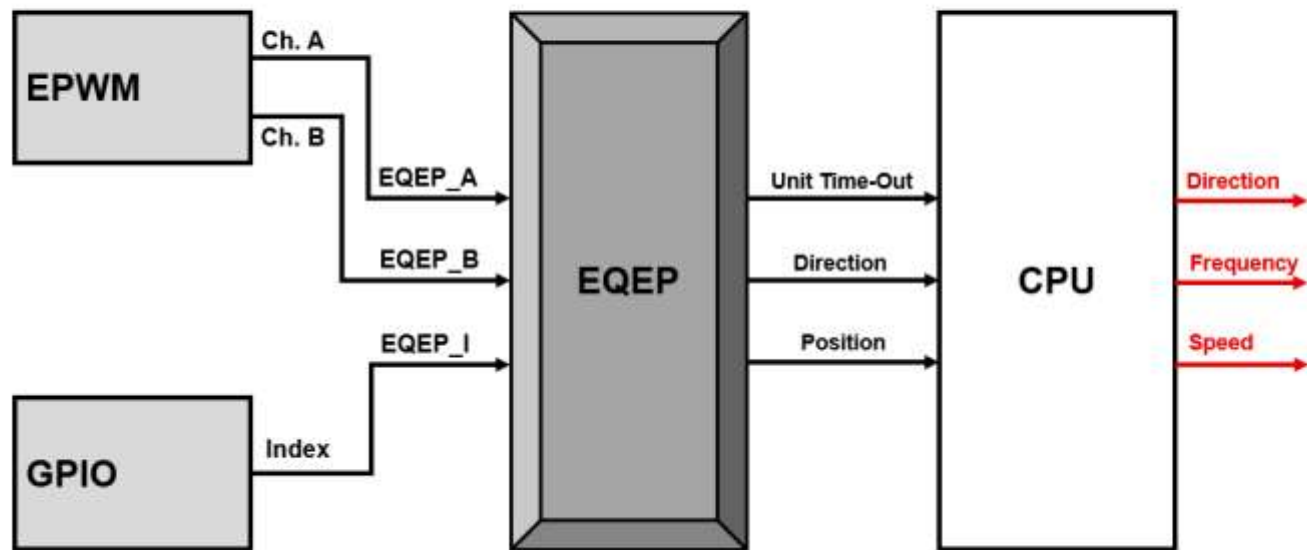 Ch. A
EPWM
Ch. B
EQEP_A
Unit Time-Out
Direction
EQEP_B
EQEP
Direction
CPU
Frequency
EQEP_I
Position
Speed
Index
GPIO